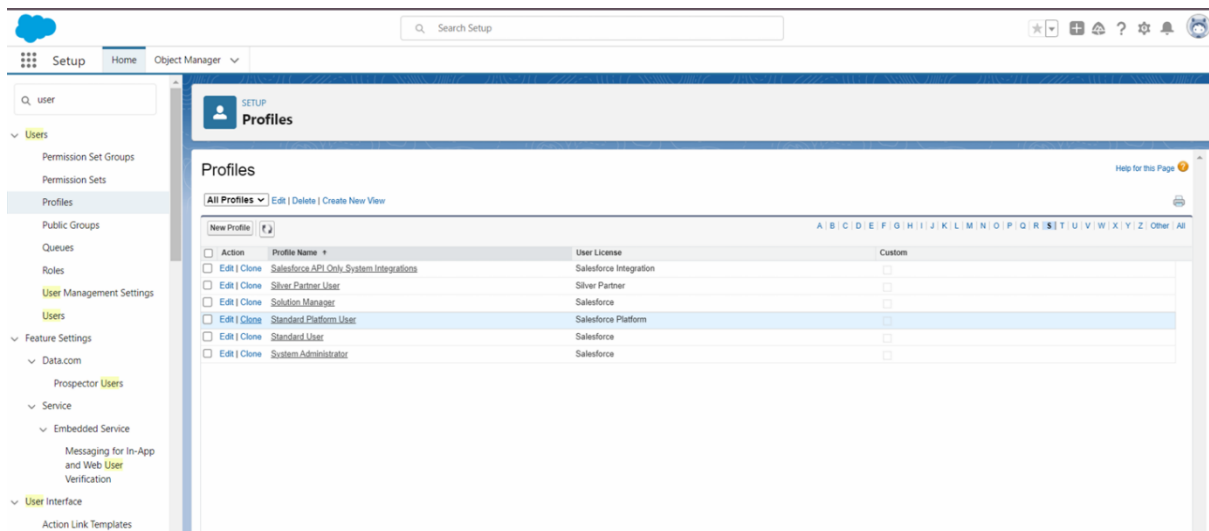 Search Setup
Setup Home Object Manager
user
Users
Permission Set Groups
Permission Sets
Profiles
Public Groups
Queues
Roles
User Management Settings
Users
Feature Settings
Data.com
Prospector Users
Service
Embedded Service
Messaging for In-App
and Web User
Verification
User Interface
Action Link Templates
SETUP
Profiles
Profiles
Help for this Page
All Profiles Edit | Delete | Create New View
New Profile A | B | C | D | E | F | G | H | I | J | K | L | M | N | O | P | Q | R | S | T | U | V | W | X | Y | Z | Other | All
Action Profile Name User License Custom
Edit | Clone Salesforce API Only System Integrations Salesforce Integration
Edit | Clone Silver Partner User Silver Partner
Edit | Clone Solution Manager Salesforce
Edit | Clone Standard Platform User Salesforce Platform
Edit | Clone Standard User Salesforce
Edit | Clone System Administrator Salesforce